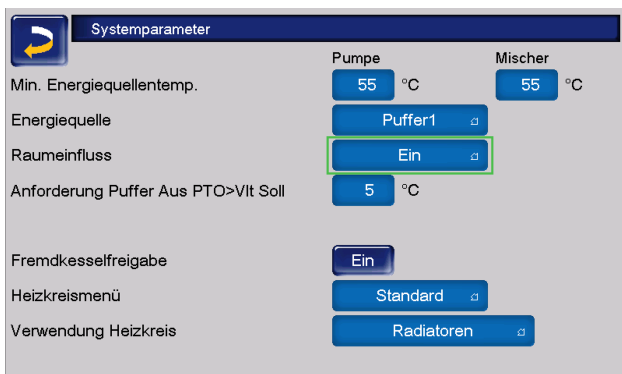 Systemparameter
Pumpe Mischer
Min. Energiequellentemp. 55 °C 55 °C
Energiequelle Puffer1
Raumeinfluss Ein
Anforderung Puffer Aus PTO>Vlt Soll 5 °C
Fremdkesselfreigabe Ein
Heizkreismenü Standard
Verwendung Heizkreis Radiatoren